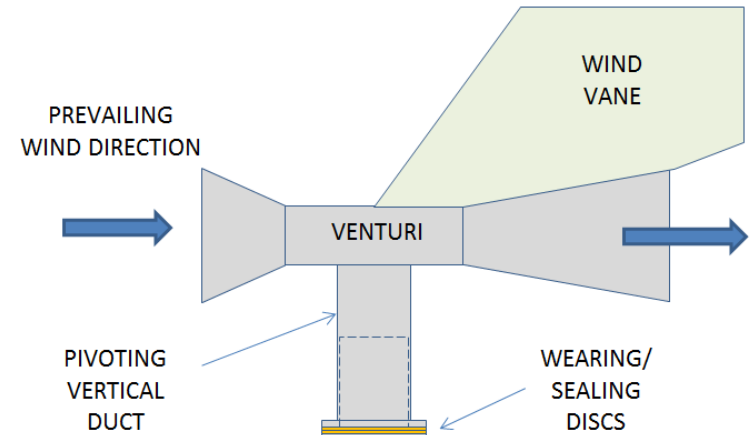 WIND
VANE
PREVAILING
WIND DIRECTION
VENTURI
PIVOTING
VERTICAL
DUCT
WEARING/
SEALING
DISCS